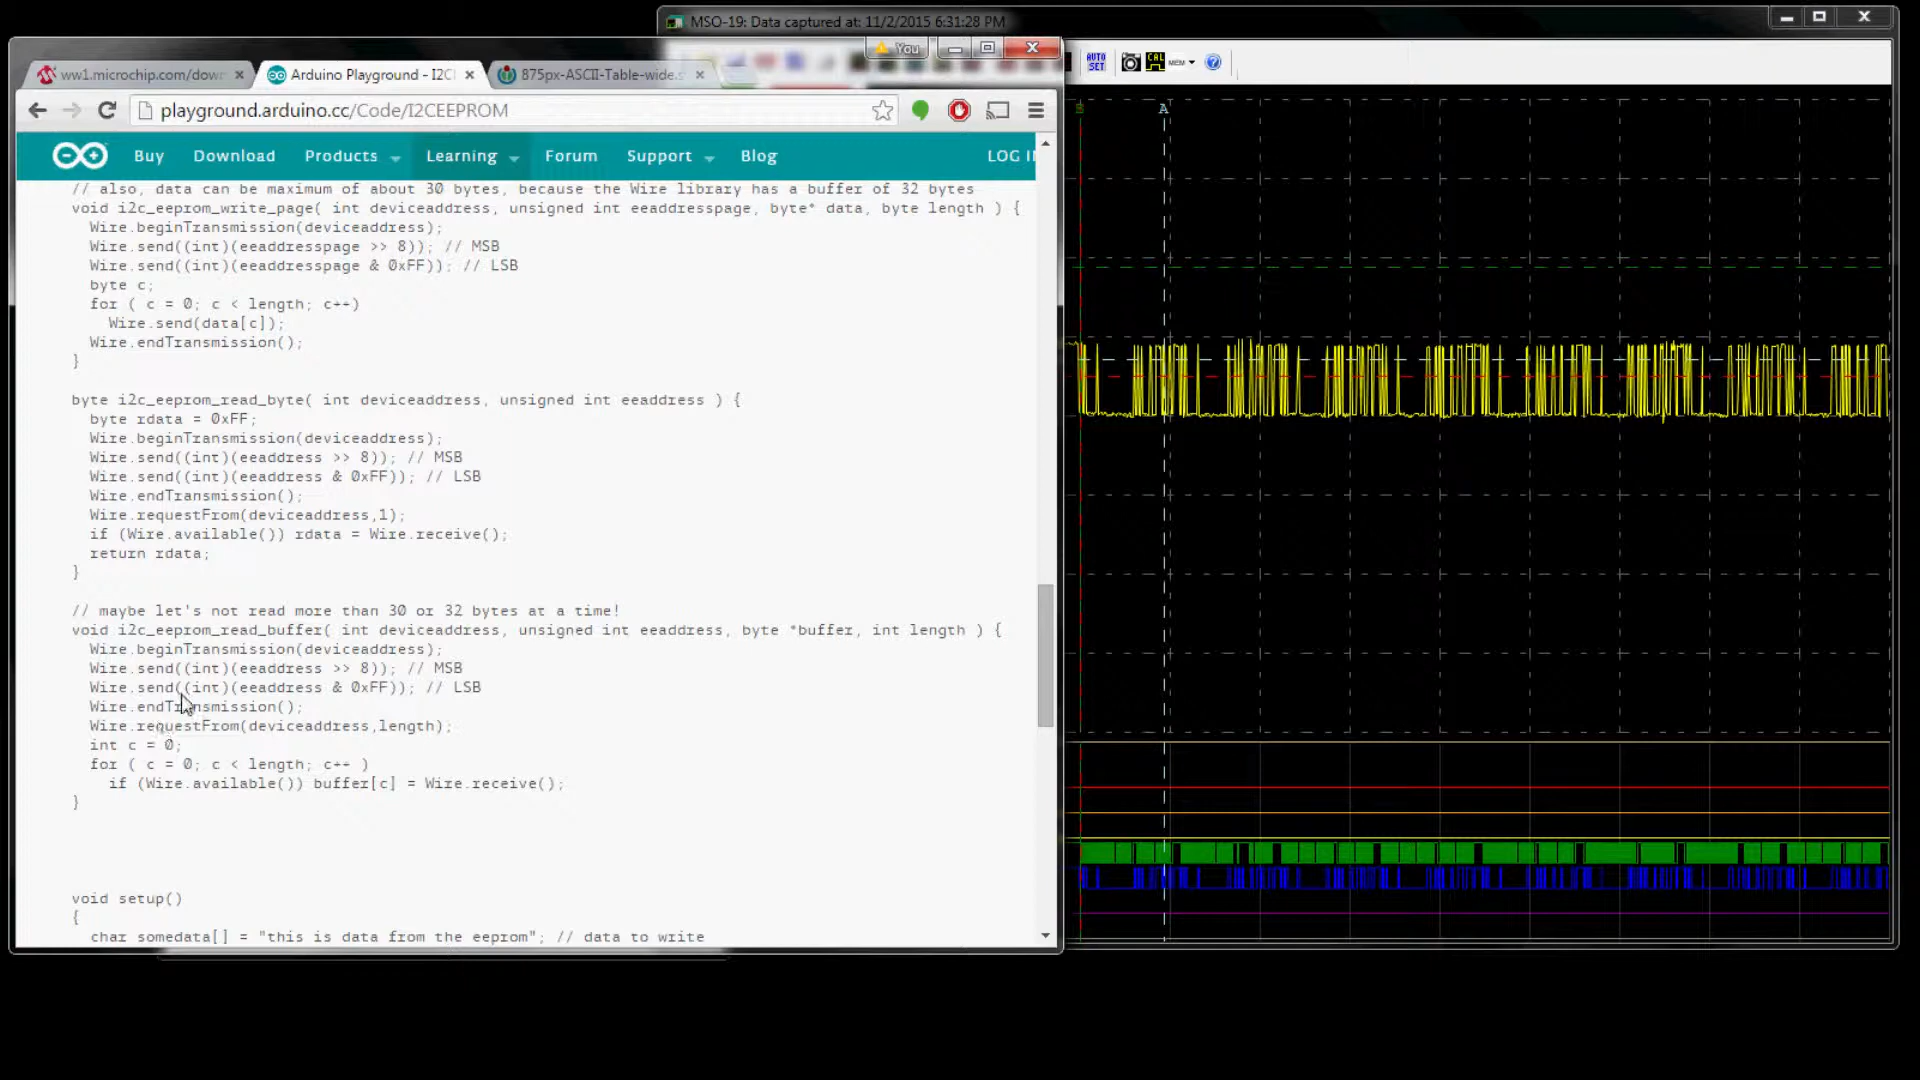 MSO-19: Data captured at: 11/2/2015 6:31:28 PM
You
ww1.microchip.com/down
Arduino Playground - I2CE
875px-ASCII-Table-wide.s
AUTO SET
CAL
MEM
playground.arduino.cc/Code/I2CEEPROM
Buy Download Products Learning Forum Support Blog LOG I
A
// also, data can be maximum of about 30 bytes, because the Wire library has a buffer of 32 bytes
void i2c_eeprom_write_page( int deviceaddress, unsigned int eeaddresspage, byte* data, byte length ) {
Wire.beginTransmission(deviceaddress);
Wire.send((int)(eeaddresspage >> 8)); // MSB
Wire.send((int)(eeaddresspage & 0xFF)); // LSB
byte c;
for ( c = 0; c < length; c++)
Wire.send(data[c]);
Wire.endTransmission();
}
byte i2c_eeprom_read_byte( int deviceaddress, unsigned int eeaddress ) {
byte rdata = 0xFF;
Wire.beginTransmission(deviceaddress);
Wire.send((int)(eeaddress >> 8)); // MSB
Wire.send((int)(eeaddress & 0xFF)); // LSB
Wire.endTransmission();
Wire.requestFrom(deviceaddress,1);
if (Wire.available()) rdata = Wire.receive();
return rdata;
}
// maybe let's not read more than 30 or 32 bytes at a time!
void i2c_eeprom_read_buffer( int deviceaddress, unsigned int eeaddress, byte *buffer, int length ) {
Wire.beginTransmission(deviceaddress);
Wire.send((int)(eeaddress >> 8)); // MSB
Wire.send((int)(eeaddress & 0xFF)); // LSB
Wire.endTransmission();
Wire.requestFrom(deviceaddress,length);
int c = 0;
for ( c = 0; c < length; c++ )
if (Wire.available()) buffer[c] = Wire.receive();
}
void setup()
{
char somedata[] = "this is data from the eeprom"; // data to write